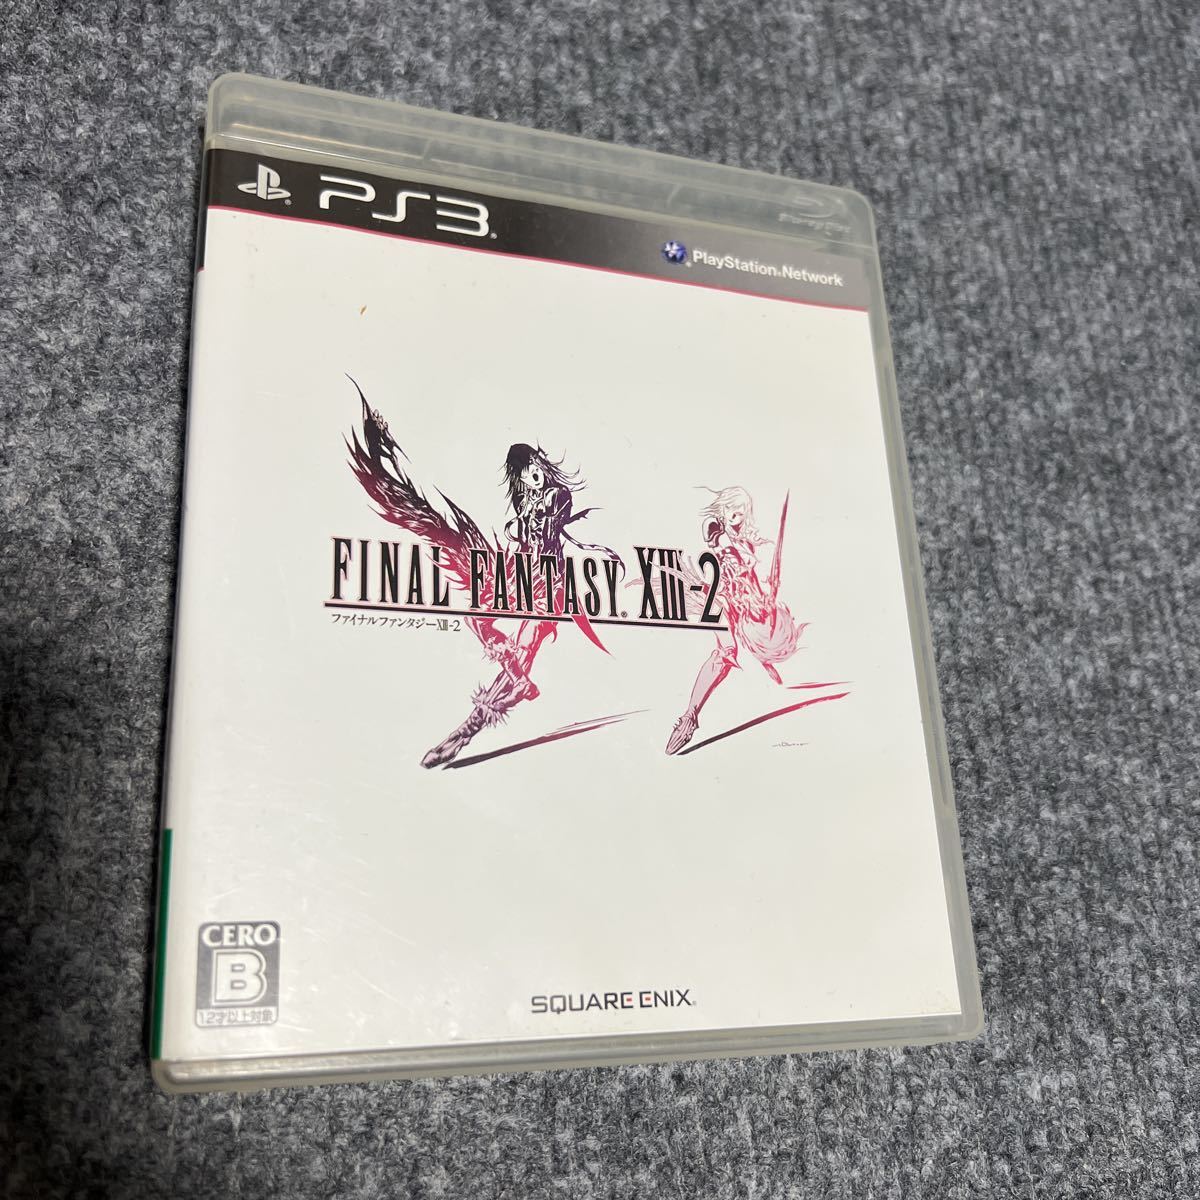 PS3
PlayStation®Network
FINAL FANTASY® XIII-2
ファイナルファンタジーXIII-2
CERO
B
12才以上対象
SQUARE ENIX®